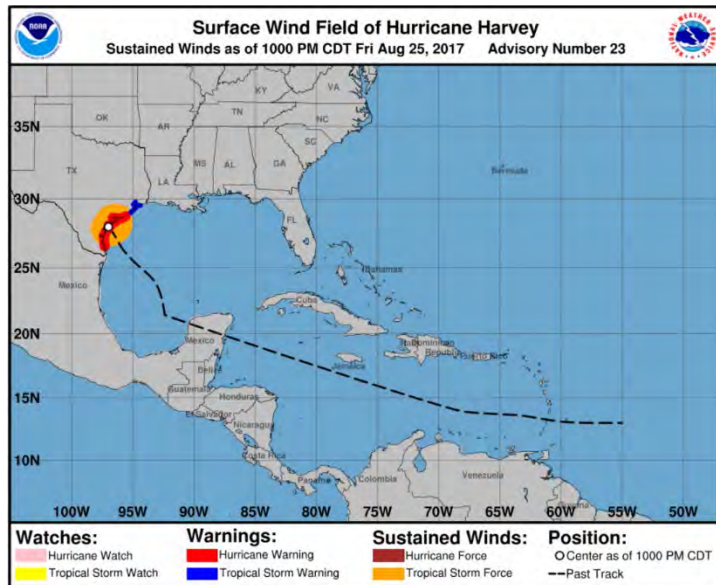 NOAA
Surface Wind Field of Hurricane Harvey
Sustained Winds as of 1000 PM CDT Fri Aug 25, 2017 Advisory Number 23
NATIONAL WEATHER SERVICE
35N
30N
25N
20N
15N
10N
KY
VA
OK
TN
NC
AR
SC
MS
AL
GA
TX
LA
FL
Bermuda
Mexico
Bahamas
Cuba
Mexico
Dominican
Republic
Puerto Rico
Jamaica
Guatemala
Honduras
El Salvador
Nicaragua
Costa Rica
Panama
Colombia
Venezuela
100W 95W 90W 85W 80W 75W 70W 65W 60W 55W 50W
Watches: Warnings: Sustained Winds: Position:
Hurricane Watch Hurricane Warning Hurricane Force Center as of 1000 PM CDT
Tropical Storm Watch Tropical Storm Warning Tropical Storm Force Past Track